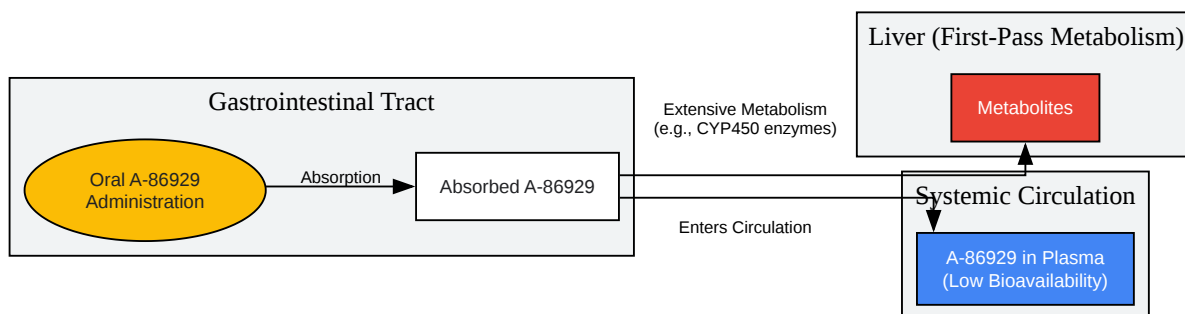 Liver (First-Pass Metabolism)
Metabolites
Gastrointestinal Tract
Extensive Metabolism
(e.g., CYP450 enzymes)
Oral A-86929
Administration
Absorption
Absorbed A-86929
Enters Circulation
Systemic Circulation
A-86929 in Plasma
(Low Bioavailability)